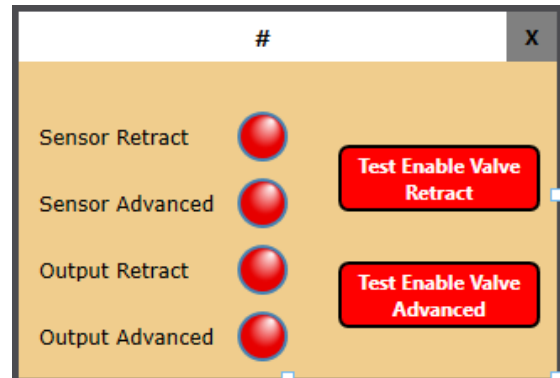 #
X
Sensor Retract
Sensor Advanced
Output Retract
Output Advanced
Test Enable Valve
Retract
Test Enable Valve
Advanced